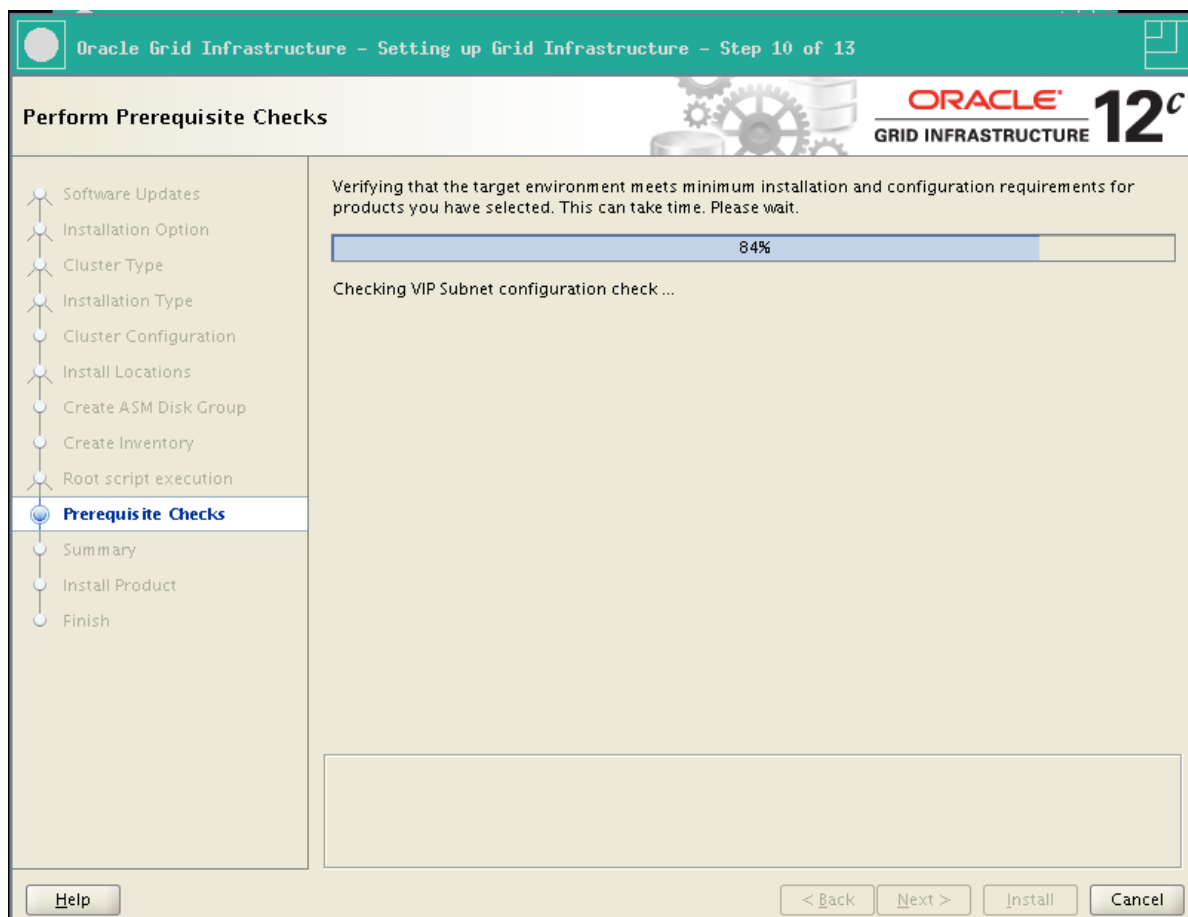 Oracle Grid Infrastructure - Setting up Grid Infrastructure - Step 10 of 13
Perform Prerequisite Checks
ORACLE
GRID INFRASTRUCTURE 12c
Software Updates
Installation Option
Cluster Type
Installation Type
Cluster Configuration
Install Locations
Create ASM Disk Group
Create Inventory
Root script execution
Prerequisite Checks
Summary
Install Product
Finish
Verifying that the target environment meets minimum installation and configuration requirements for
products you have selected. This can take time. Please wait.
84%
Checking VIP Subnet configuration check ...
Help
< Back
Next >
Install
Cancel